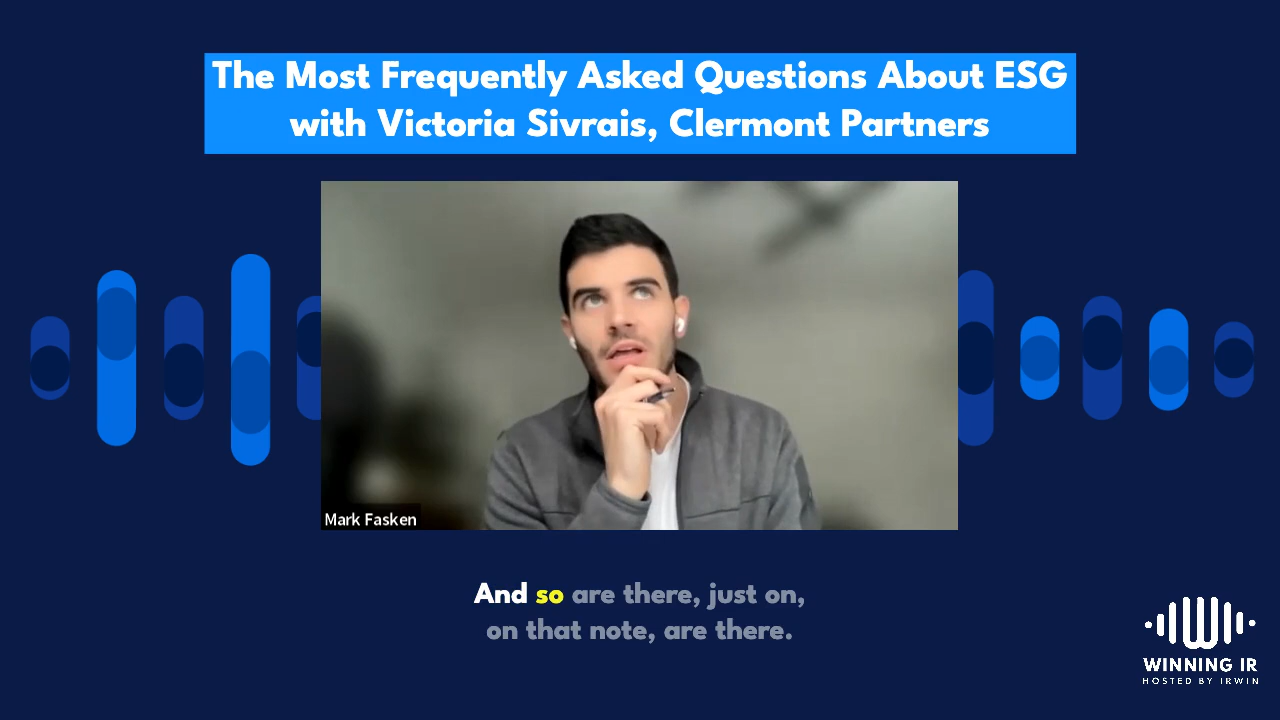 The Most Frequently Asked Questions About ESG
with Victoria Sivrais, Clermont Partners
Mark Fasken
And so are there, just on,
on that note, are there.
WINNING IR
HOSTED BY IRWIN